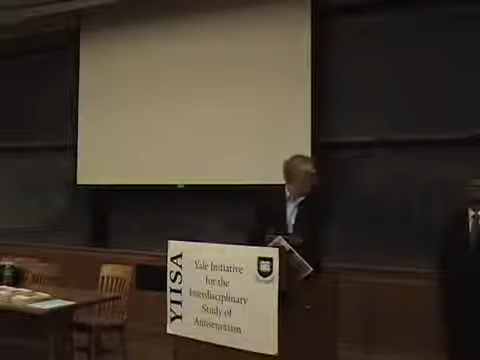 YIISA
Yale Initiative
for the
Interdisciplinary
Study of
Antisemitism